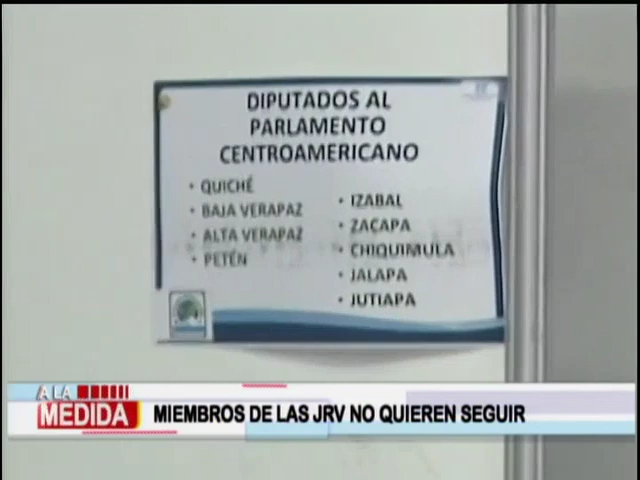 DIPUTADOS AL
PARLAMENTO
CENTROAMERICANO
• QUICHÉ
• BAJA VERAPAZ
• ALTA VERAPAZ
• PETÉN
• IZABAL
• ZACAPA
• CHIQUIMULA
• JALAPA
• JUTIAPA
A LA
MEDIDA
MIEMBROS DE LAS JRV NO QUIEREN SEGUIR